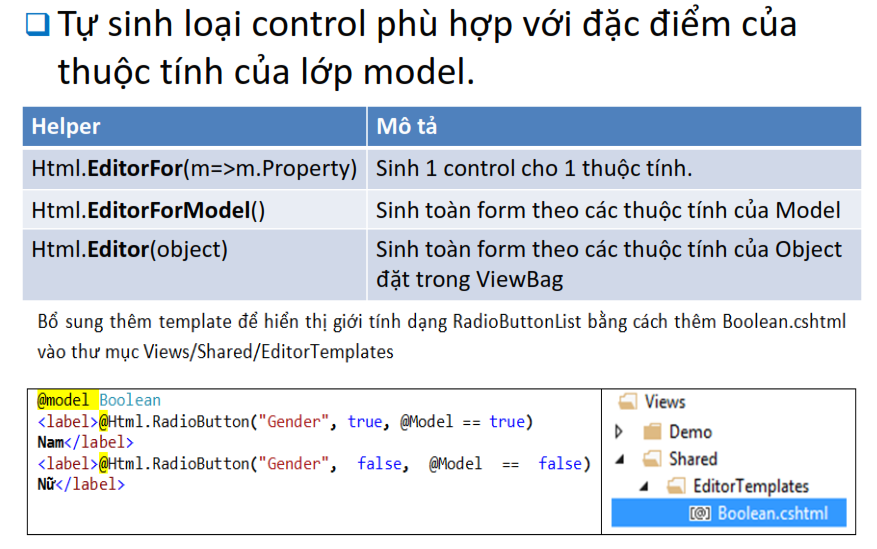 Tự sinh loại control phù hợp với đặc điểm của
thuộc tính của lớp model.
Helper
Mô tả
Html.EditorFor(m=>m.Property)
Sinh 1 control cho 1 thuộc tính.
Html.EditorForModel()
Sinh toàn form theo các thuộc tính của Model
Html.Editor(object)
Sinh toàn form theo các thuộc tính của Object
đặt trong ViewBag
Bổ sung thêm template để hiển thị giới tính dạng RadioButtonList bằng cách thêm Boolean.cshtml
vào thư mục Views/Shared/EditorTemplates
@model Boolean
<label>@Html.RadioButton("Gender", true, @Model == true)
Nam</label>
<label>@Html.RadioButton("Gender", false, @Model == false)
Nữ</label>
Views
Demo
Shared
EditorTemplates
[@] Boolean.cshtml